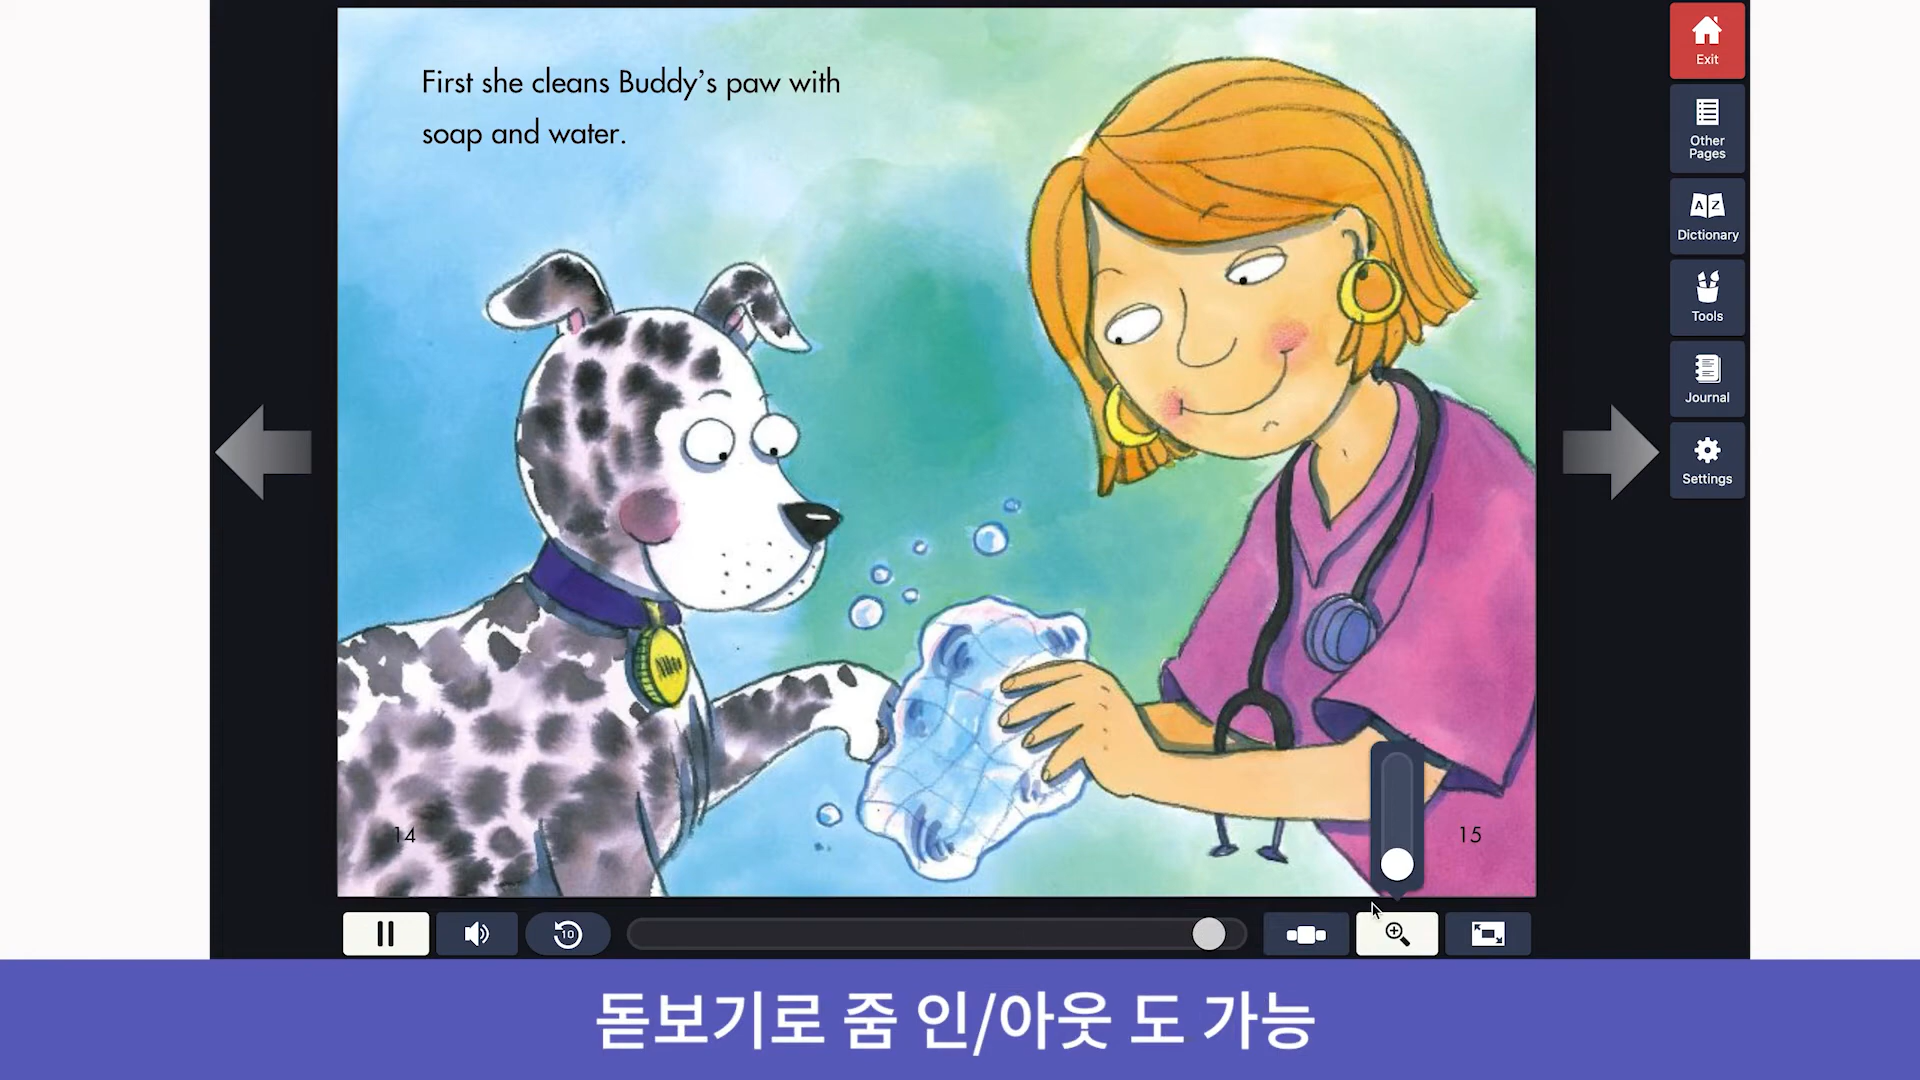 First she cleans Buddy's paw with
soap and water.
14
15
Exit
Other
Pages
A Z
Dictionary
Tools
Journal
Settings
10
돋보기로 줌 인/아웃 도 가능